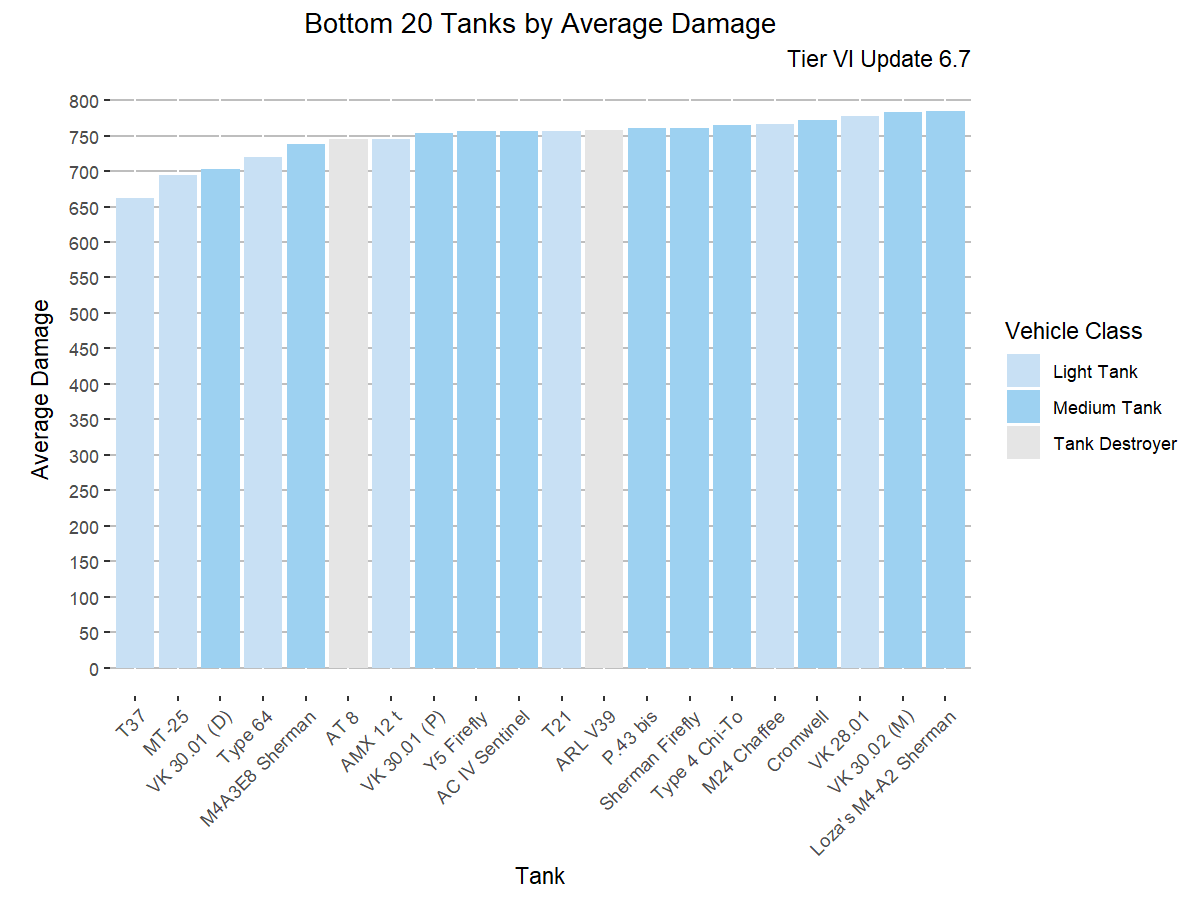 Bottom 20 Tanks by Average Damage
Tier VI Update 6.7
Average Damage
800
750
700
650
600
550
500
450
400
350
300
250
200
150
100
50
0
T37
MT-25
VK 30.01 (D)
Type 64
M4A3E8 Sherman
AT 8
AMX 12 t
VK 30.01 (P)
Y5 Firefly
AC IV Sentinel
T21
ARL V39
P.43 bis
Sherman Firefly
Type 4 Chi-To
M24 Chaffee
Cromwell
VK 28.01
VK 30.02 (M)
Loza's M4-A2 Sherman
Tank
Vehicle Class
Light Tank
Medium Tank
Tank Destroyer